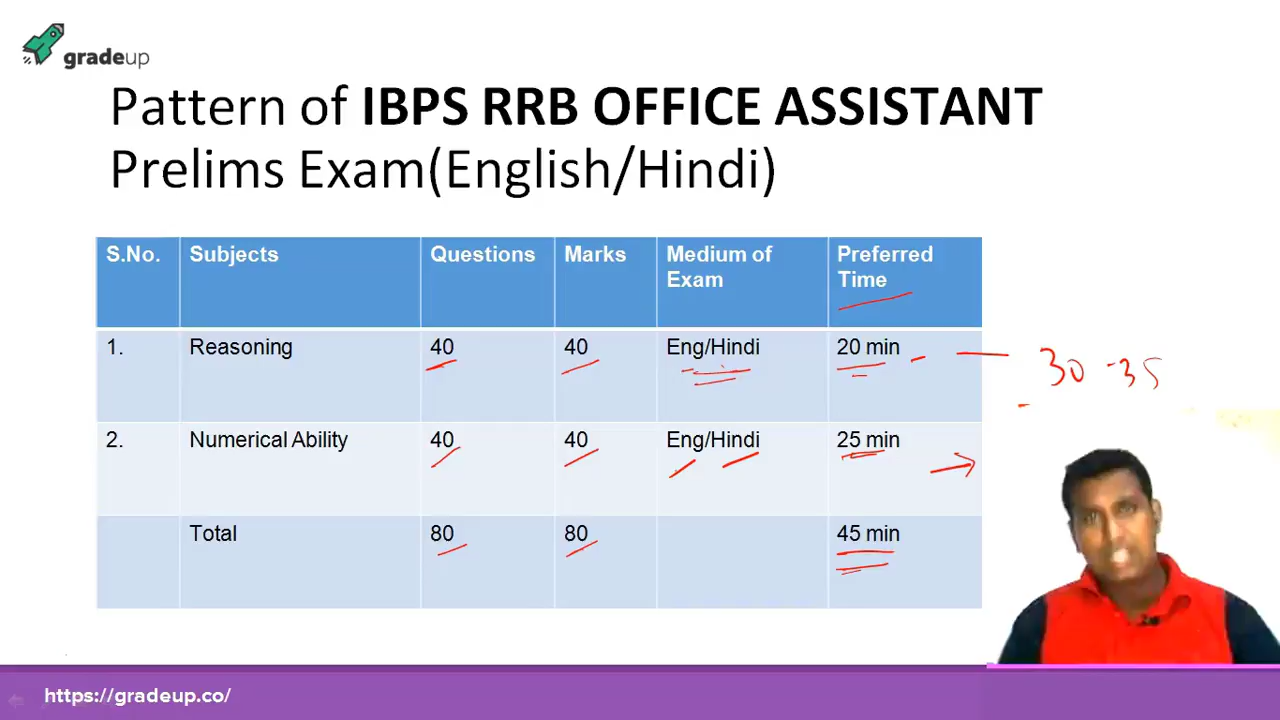 gradeup
Pattern of IBPS RRB OFFICE ASSISTANT
Prelims Exam(English/Hindi)
S.No. Subjects Questions Marks Medium of Exam Preferred Time
1. Reasoning 40 40 Eng/Hindi 20 min 30-35
2. Numerical Ability 40 40 Eng/Hindi 25 min
Total 80 80 45 min
https://gradeup.co/